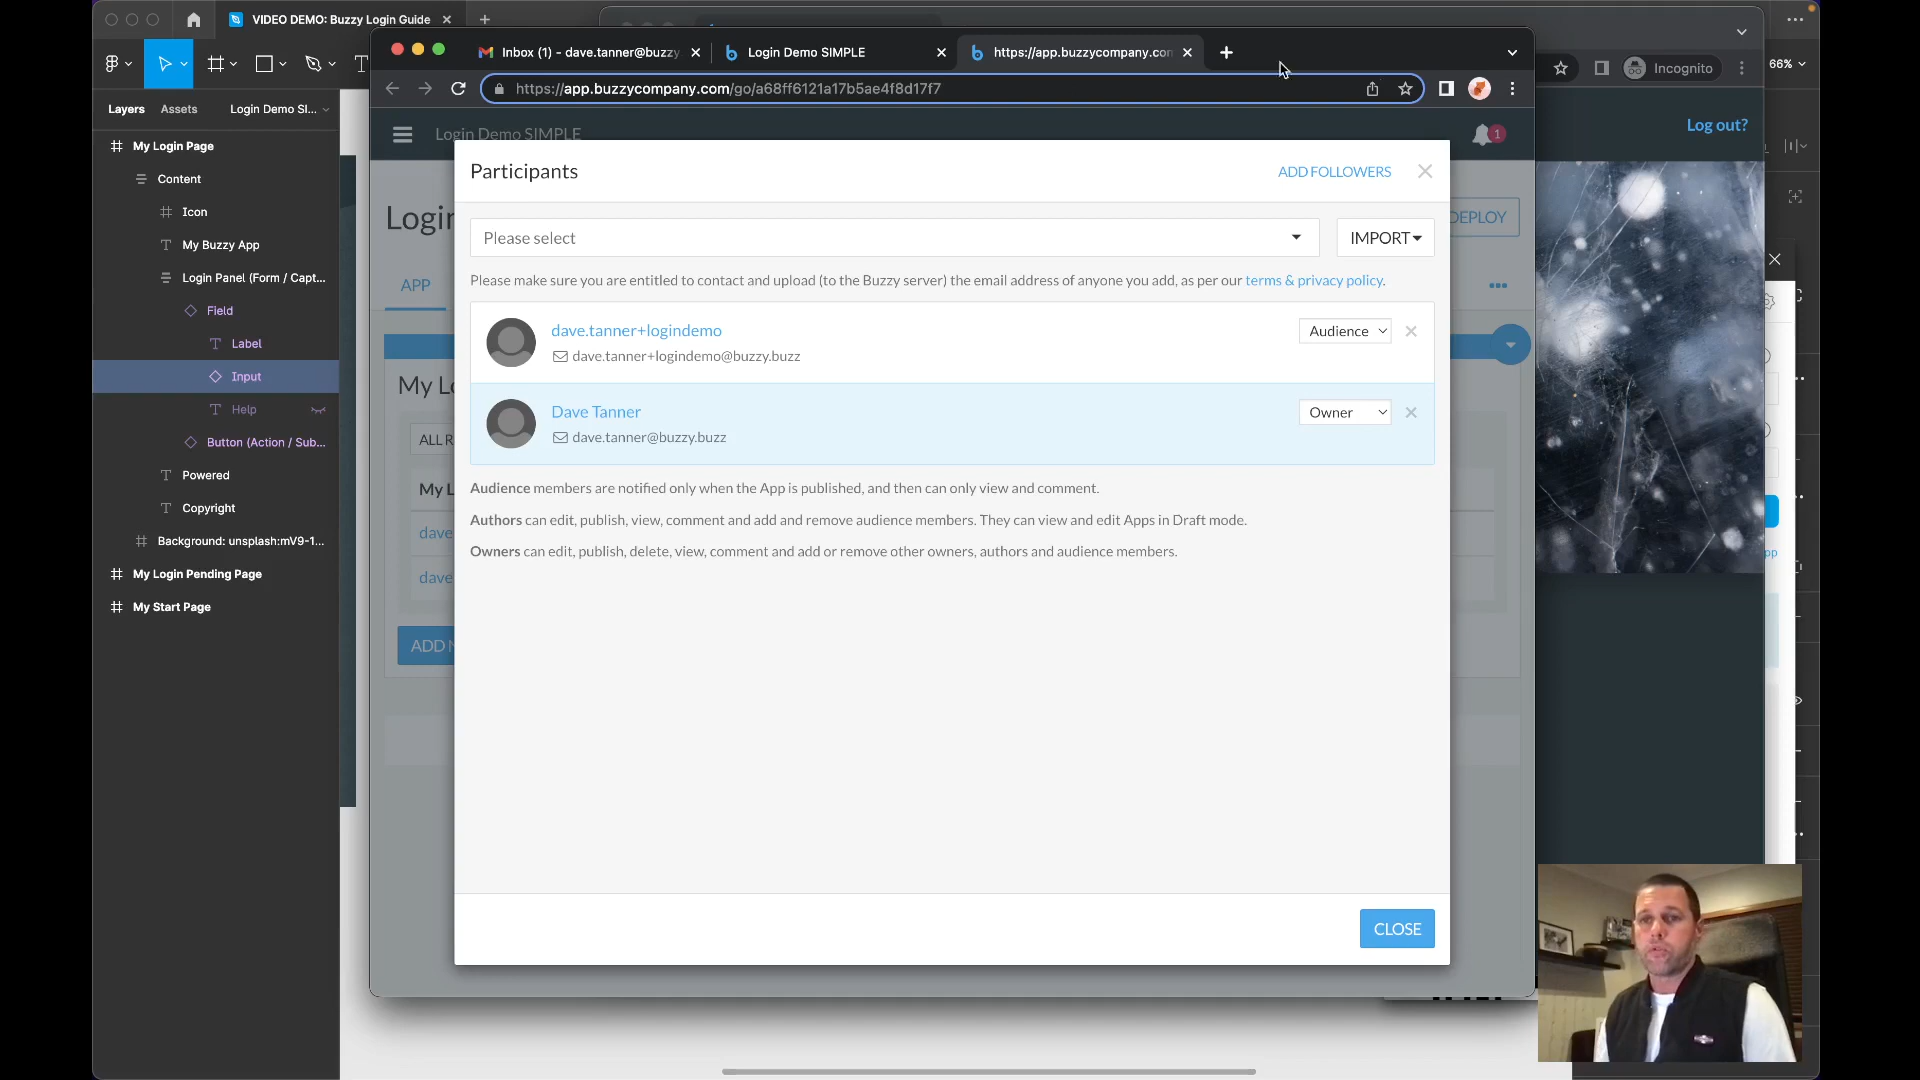 VIDEO DEMO: Buzzy Login Guide
Inbox (1) - dave.tanner@buzzy
Login Demo SIMPLE
https://app.buzzycompany.con
https://app.buzzycompany.com/go/a68ff6121a17b5ae4f8d17f7
Incognito
66%
Layers
Assets
Login Demo SI...
Login Demo SIMPLE
1
Log out?
My Login Page
Content
Icon
My Buzzy App
Login Panel (Form / Capt...
Field
Label
Input
Help
Button (Action / Sub...
Powered
Copyright
Background: unsplash:mV9-1...
My Login Pending Page
My Start Page
Participants
ADD FOLLOWERS
Login
DEPLOY
Please select
IMPORT
Please make sure you are entitled to contact and upload (to the Buzzy server) the email address of anyone you add, as per our terms & privacy policy.
APP
dave.tanner+logindemo
dave.tanner+logindemo@buzzy.buzz
Audience
My Lo
Dave Tanner
dave.tanner@buzzy.buzz
Owner
ALL R
Audience members are notified only when the App is published, and then can only view and comment.
My L
Authors can edit, publish, view, comment and add and remove audience members. They can view and edit Apps in Draft mode.
dave
Owners can edit, publish, delete, view, comment and add or remove other owners, authors and audience members.
dave
pp
ADD N
CLOSE